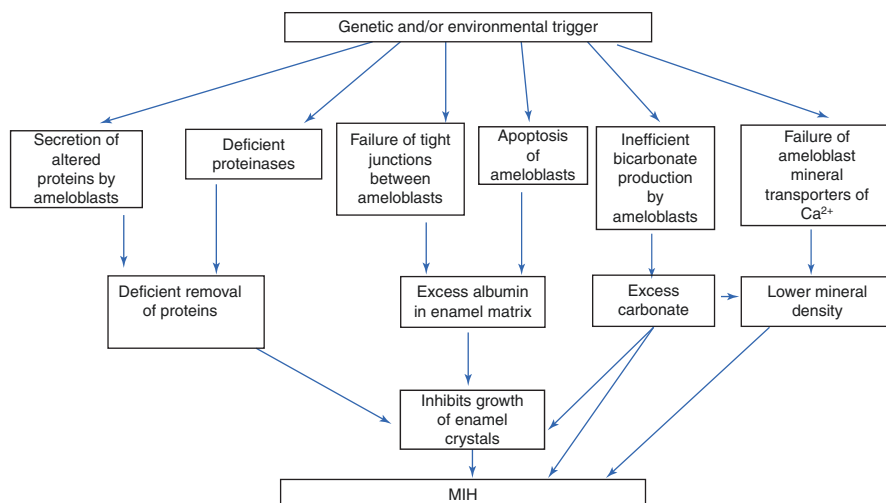 Genetic and/or environmental trigger
Secretion of
altered
proteins by
ameloblasts
Deficient
proteinases
Failure of tight
junctions
between
ameloblasts
Apoptosis
of
ameloblasts
Inefficient
bicarbonate
production
by
ameloblasts
Failure of
ameloblast
mineral
transporters of
Ca²⁺
Deficient removal
of proteins
Excess albumin
in enamel matrix
Excess
carbonate
Lower mineral
density
Inhibits growth
of enamel
crystals
MIH